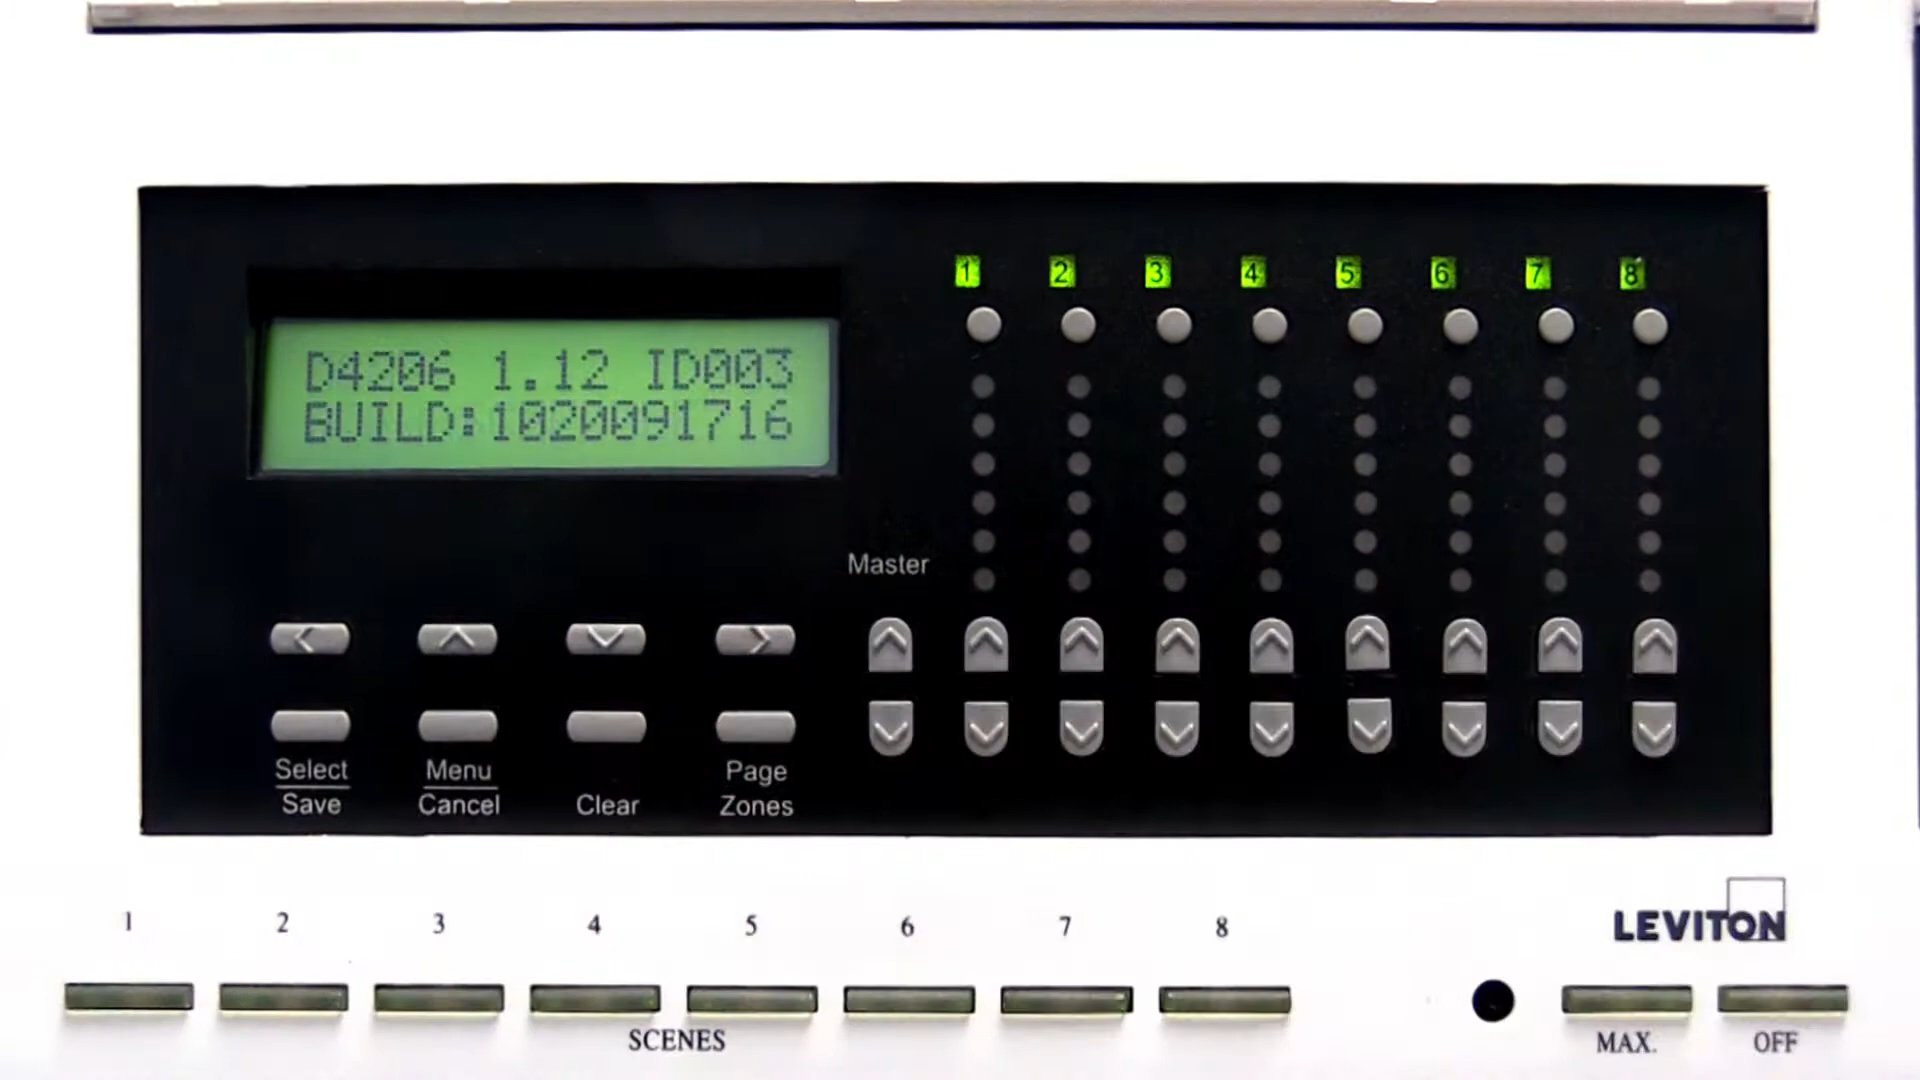 1 2 3 4 5 6 7 8
D4206 1.12 ID003
BUILD:1020091716
Master
Select
Save
Menu
Cancel
Clear
Page
Zones
1 2 3 4 5 6 7 8
SCENES
LEVITON
MAX.
OFF